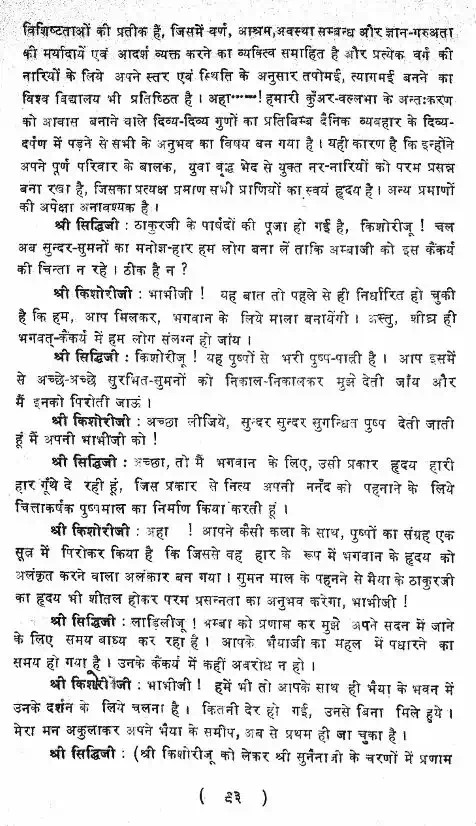 विशिष्टताओं की प्रतीक हैं, जिसमें वर्ण, आश्रम,अवस्था सम्बन्ध और ज्ञान-गरुअता
की मर्यादायें एवं आदर्श व्यक्त करने का व्यक्तित्व समाहित है और प्रत्येक वर्ग की
नारियों के लिये अपने स्तर एवं स्थिति के अनुसार तपोमई, त्यागमई बनने का
विश्व विद्यालय भी प्रतिष्ठित है । अहा······! हमारी कुँअर-वल्लभा के अन्तःकरण
को आवास बनाने वाले दिव्य-दिव्य गुणों का प्रतिबिम्ब दैनिक व्यवहार के दिव्य-
दर्पण में पड़ने से सभी के अनुभव का विषय बन गया है । यही कारण है कि इन्होंने
अपने पूर्ण परिवार के बालक, युवा वृद्ध भेद से युक्त नर-नारियों को परम प्रसन्न
बना रखा है, जिसका प्रत्यक्ष प्रमाण सभी प्राणियों का स्वयं हृदय है । अन्य प्रमाणों
की अपेक्षा अनावश्यक है ।
श्री सिद्धिजी : ठाकुरजी के पार्षदों की पूजा हो गई है, किशोरीजू ! चल
अब सुन्दर-सुमनों का मनोज्ञ-हार हम लोग बना लें ताकि अम्बाजी को इस कैंकर्य
की चिन्ता न रहे । ठीक है न ?
श्री किशोरीजी : भाभीजी ! यह बात तो पहले से ही निर्धारित हो चुकी
है कि हम, आप मिलकर, भगवान के लिये माला बनायेंगी । अस्तु, शीघ्र ही
भगवत्-कैंकर्य में हम लोग संलग्न हो जांय ।
श्री सिद्धिजी : किशोरीजू ! यह पुष्पों से भरी पुष्प-पात्री है । आप इसमें
से अच्छे-अच्छे सुरभित-सुमनों को निकाल-निकालकर मुझे देती जाँय और
मैं इनको पिरोती जाऊं ।
श्री किशोरीजी : अच्छा लीजिये, सुन्दर सुन्दर सुगन्धित पुष्प देती जाती
हूं मैं अपनी भाभीजी को !
श्री सिद्धिजी : अच्छा, तो मैं भगवान के लिए, उसी प्रकार हृदय हारी
हार गूँथे दे रही हूं, जिस प्रकार से नित्य अपनी ननँद को पहनाने के लिये
चित्ताकर्षक पुष्पमाल का निर्माण किया करती हूं ।
श्री किशोरीजी : अहा ! आपने कैसी कला के साथ, पुष्पों का संग्रह एक
सूत्र में पिरोकर किया है कि जिससे वह हार के रूप में भगवान के हृदय को
अलंकृत करने वाला अलंकार बन गया । सुमन माल के पहनने से मैया के ठाकुरजी
का हृदय भी शीतल होकर परम प्रसन्नता का अनुभव करेगा, भाभीजी !
श्री सिद्धिजी : लाड़िलीजू ! अम्बा को प्रणाम कर मुझे अपने सदन में जाने
के लिए समय बाध्य कर रहा है । आपके भैयाजी का महल में पधारने का
समय हो गया है । उनके कैंकर्य में कहीं अवरोध न हो ।
श्री किशोरीजी : भाभीजी ! हमें भी तो आपके साथ ही भैया के भवन में
उनके दर्शन के लिये चलना है । कितनी देर हो गई, उनसे बिना मिले हुये ।
मेरा मन अकुलाकर अपने भैया के समीप, अब से प्रथम ही जा चुका है ।
श्री सिद्धिजी : (श्री किशोरीजू को लेकर श्री सुनैनाजी के चरणों में प्रणाम
( ८३ )